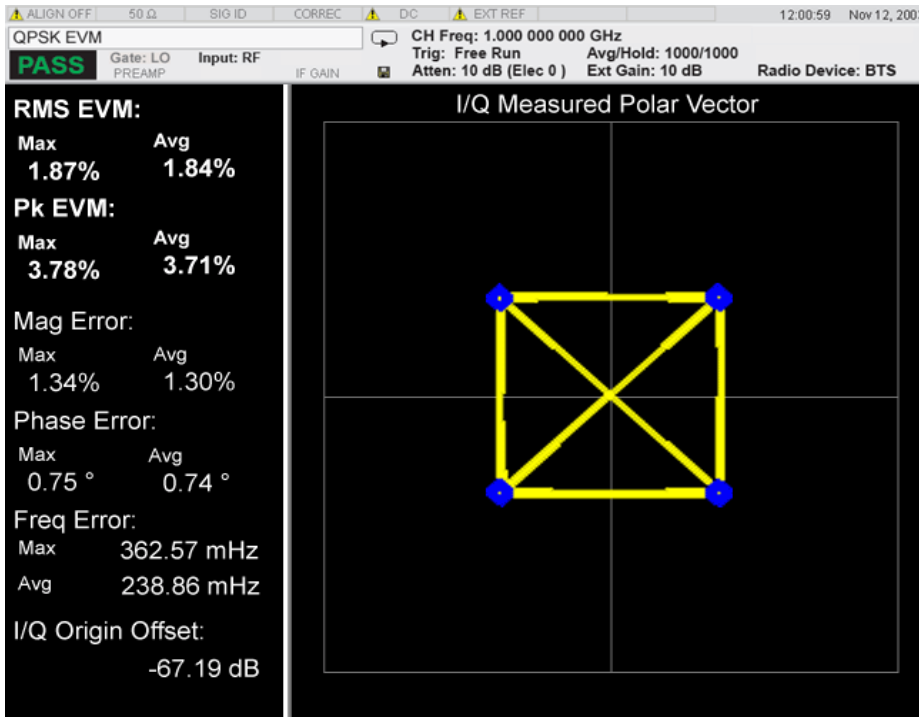 ALIGN OFF 50 Ω SIG ID CORREC DC EXT REF 12:00:59 Nov 12, 200
QPSK EVM
CH Freq: 1.000 000 000 GHz
Trig: Free Run Avg/Hold: 1000/1000
PASS Gate: LO Input: RF
PREAMP IF GAIN Atten: 10 dB (Elec 0 ) Ext Gain: 10 dB Radio Device: BTS
RMS EVM:
Max Avg
1.87% 1.84%
Pk EVM:
Max Avg
3.78% 3.71%
Mag Error:
Max Avg
1.34% 1.30%
Phase Error:
Max Avg
0.75 ° 0.74 °
Freq Error:
Max 362.57 mHz
Avg 238.86 mHz
I/Q Origin Offset:
-67.19 dB
I/Q Measured Polar Vector